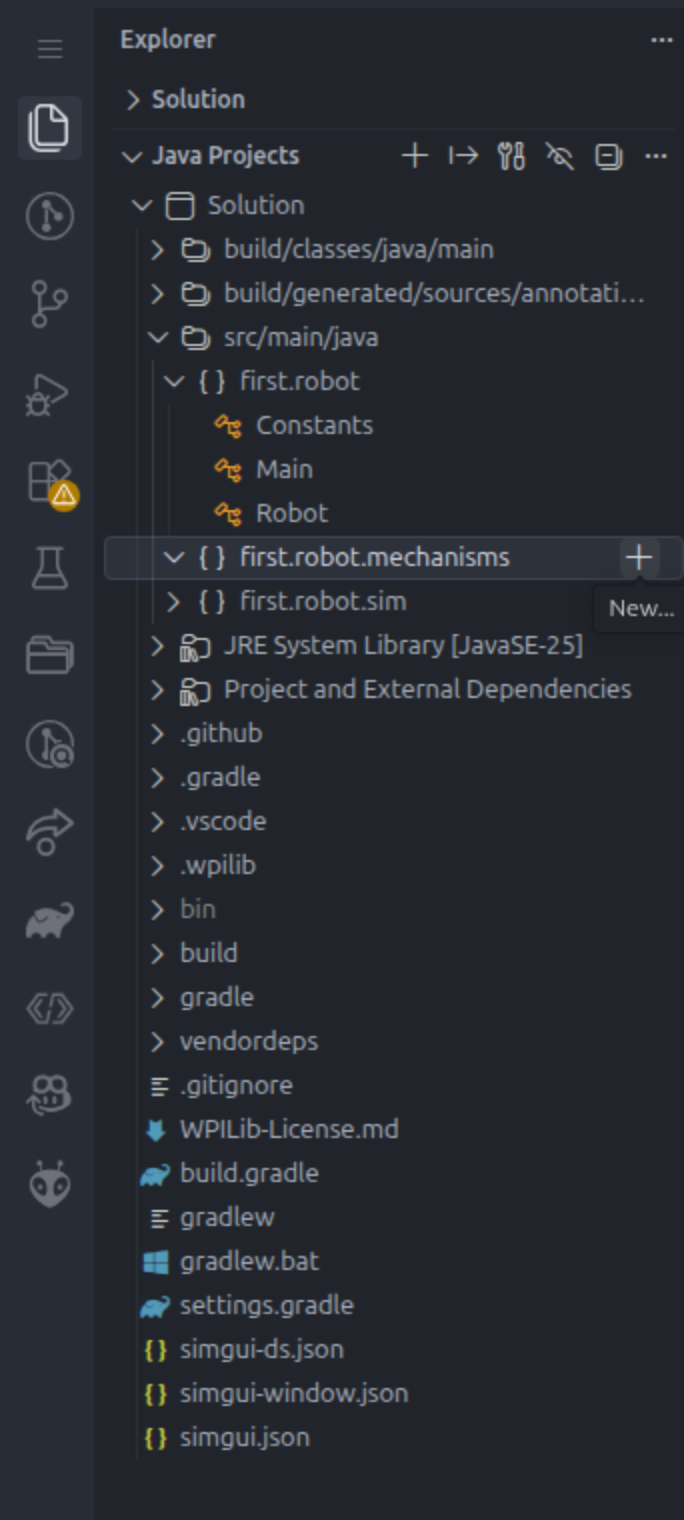 Explorer
Solution
Java Projects
Solution
build/classes/java/main
build/generated/sources/annotati...
src/main/java
{ } first.robot
Constants
Main
Robot
{ } first.robot.mechanisms
New...
{ } first.robot.sim
JRE System Library [JavaSE-25]
Project and External Dependencies
.github
.gradle
.vscode
.wpilib
bin
build
gradle
vendordeps
.gitignore
WPILib-License.md
build.gradle
gradlew
gradlew.bat
settings.gradle
{} simgui-ds.json
{} simgui-window.json
{} simgui.json